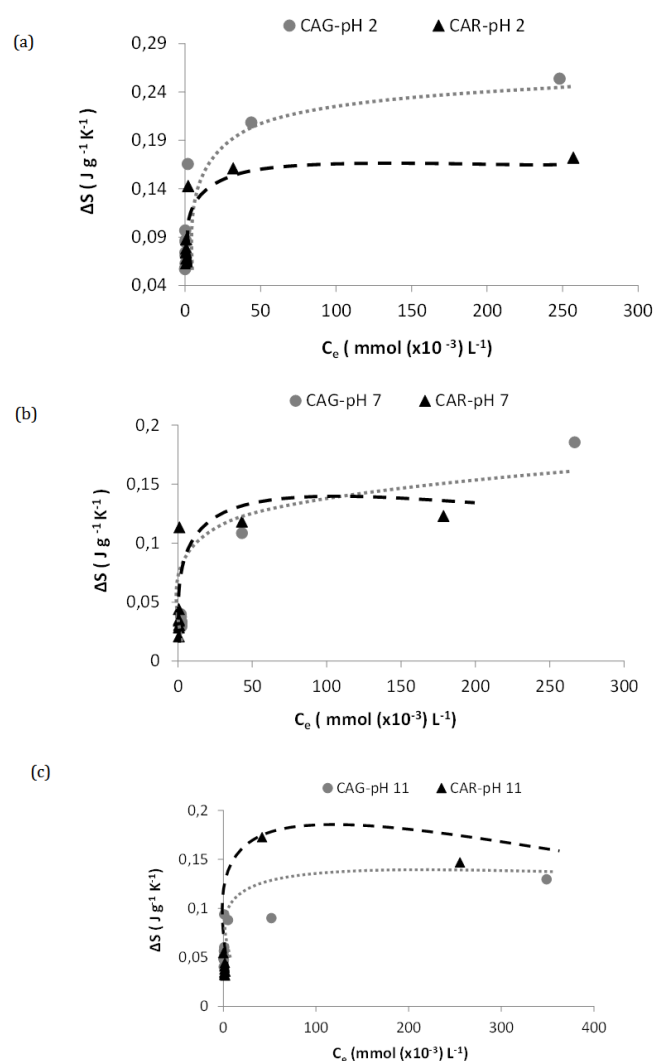 (a)
CAG-pH 2 CAR-pH 2
0,29
0,24
0,19
0,14
0,09
0,04
ΔS ( J g⁻¹ K⁻¹)
0 50 100 150 200 250 300
Cₑ ( mmol (x10 ⁻³) L⁻¹)
(b)
CAG-pH 7 CAR-pH 7
0,2
0,15
0,1
0,05
0
ΔS ( J g⁻¹ K⁻¹)
0 50 100 150 200 250 300
Cₑ ( mmol (x10⁻³) L⁻¹
(c)
CAG-pH 11 CAR-pH 11
0,2
0,15
0,1
0,05
0
ΔS ( J g⁻¹ K⁻¹)
0 100 200 300 400
Cₑ ( mmol (x10⁻³) L⁻¹